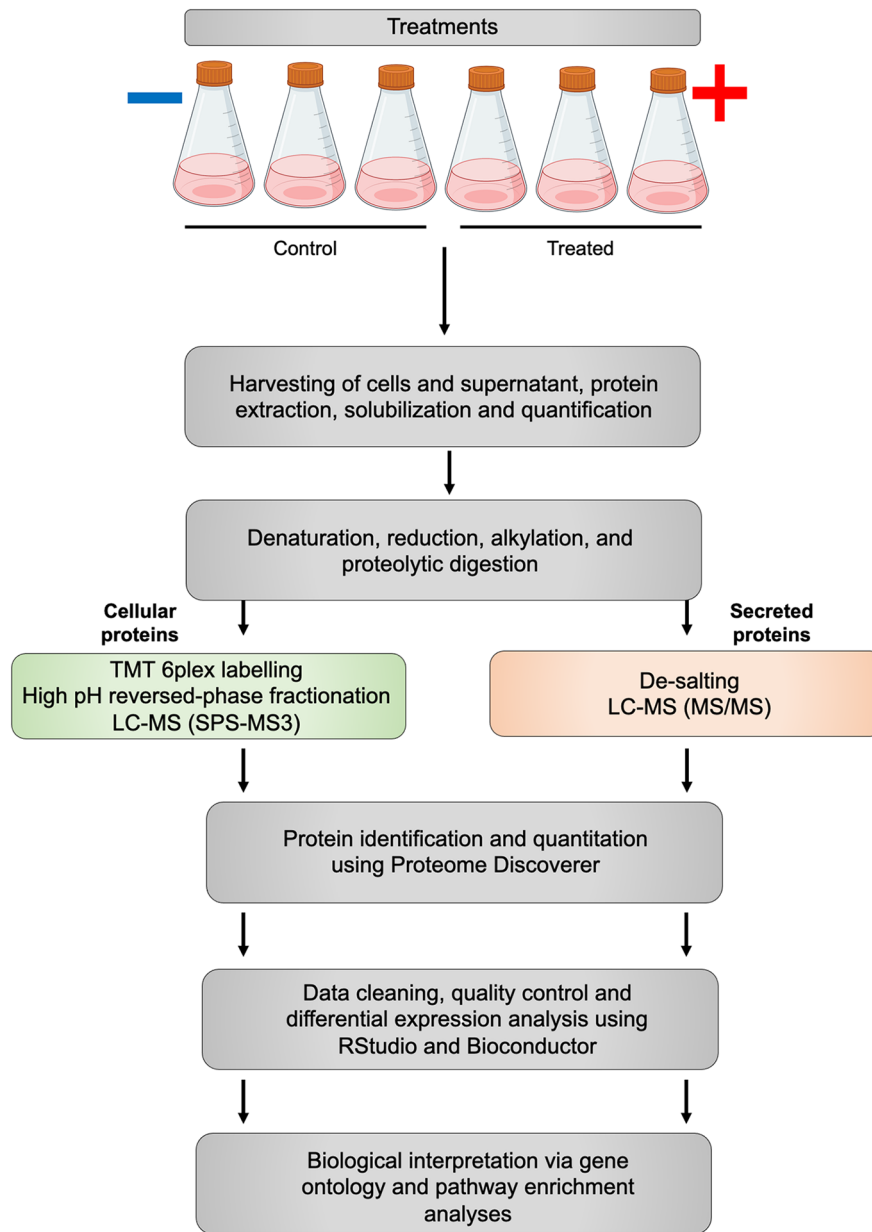 Treatments
Control
Treated
Harvesting of cells and supernatant, protein
extraction, solubilization and quantification
Denaturation, reduction, alkylation, and
proteolytic digestion
Cellular
proteins
Secreted
proteins
TMT 6plex labelling
High pH reversed-phase fractionation
LC-MS (SPS-MS3)
De-salting
LC-MS (MS/MS)
Protein identification and quantitation
using Proteome Discoverer
Data cleaning, quality control and
differential expression analysis using
RStudio and Bioconductor
Biological interpretation via gene
ontology and pathway enrichment
analyses